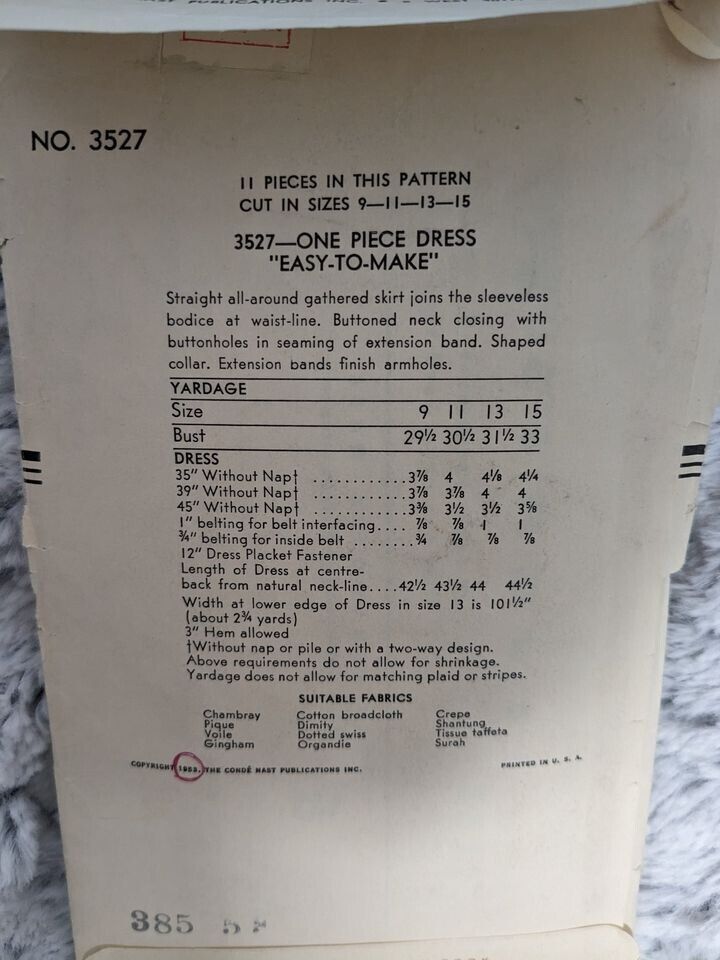 PUBLICATIONS INC.
NO. 3527
11 PIECES IN THIS PATTERN
CUT IN SIZES 9—11—13—15
3527—ONE PIECE DRESS
"EASY-TO-MAKE"
Straight all-around gathered skirt joins the sleeveless
bodice at waist-line. Buttoned neck closing with
buttonholes in seaming of extension band. Shaped
collar. Extension bands finish armholes.
YARDAGE
Size 9 11 13 15
Bust 29½ 30½ 31½ 33
DRESS
35" Without Nap† ............ 3⅞ 4 4⅛ 4¼
39" Without Nap† ............ 3⅞ 3⅞ 4 4
45" Without Nap† ............ 3⅜ 3½ 3½ 3⅝
1" belting for belt interfacing.... ⅞ ⅞ 1 1
¾" belting for inside belt ........ ¾ ⅞ ⅞ ⅞
12" Dress Placket Fastener
Length of Dress at centre-
back from natural neck-line.... 42½ 43½ 44 44½
Width at lower edge of Dress in size 13 is 101½"
(about 2¾ yards)
3" Hem allowed
†Without nap or pile or with a two-way design.
Above requirements do not allow for shrinkage.
Yardage does not allow for matching plaid or stripes.
SUITABLE FABRICS
Chambray Cotton broadcloth Crepe
Pique Dimity Shantung
Voile Dotted swiss Tissue taffeta
Gingham Organdie Surah
COPYRIGHT 1953, THE CONDÉ NAST PUBLICATIONS INC. PRINTED IN U. S. A.
385